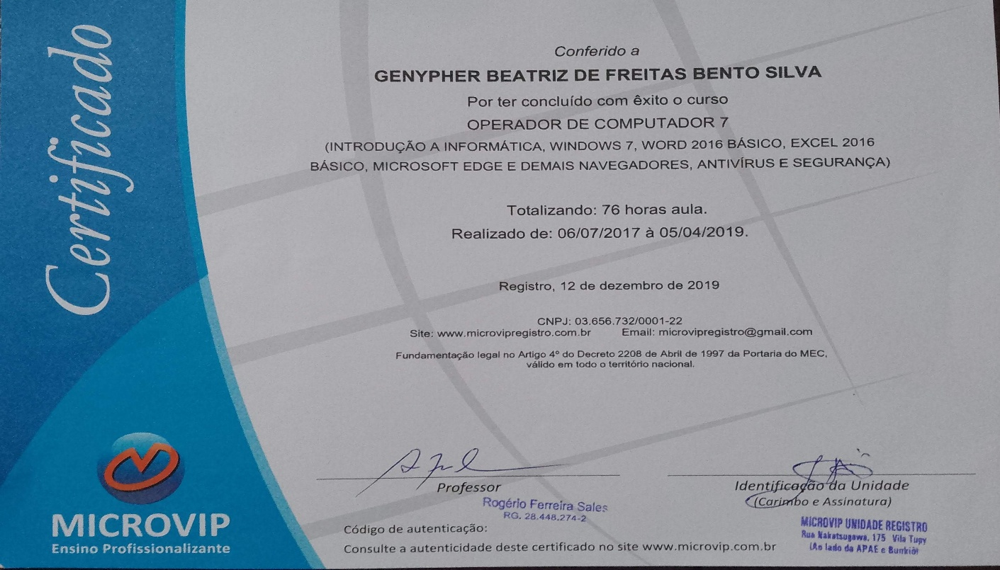 Certificado
Conferido a
GENYPHER BEATRIZ DE FREITAS BENTO SILVA
Por ter concluído com êxito o curso
OPERADOR DE COMPUTADOR 7
(INTRODUÇÃO A INFORMÁTICA, WINDOWS 7, WORD 2016 BÁSICO, EXCEL 2016
BÁSICO, MICROSOFT EDGE E DEMAIS NAVEGADORES, ANTIVÍRUS E SEGURANÇA)
Totalizando: 76 horas aula.
Realizado de: 06/07/2017 à 05/04/2019.
Registro, 12 de dezembro de 2019
CNPJ: 03.656.732/0001-22
Site: www.microvipregistro.com.br Email: microvipregistro@gmail.com
Fundamentação legal no Artigo 4º do Decreto 2208 de Abril de 1997 da Portaria do MEC,
válido em todo o território nacional.
Professor
Rogério Ferreira Sales
RG. 28.448.274-2
Identificação da Unidade
(Carimbo e Assinatura)
MICROVIP UNIDADE REGISTRO
Rua Nakatsugawa, 175 Vila Tupy
(Ao lado da APAE e Bunkiô)
Código de autenticação:
Consulte a autenticidade deste certificado no site www.microvip.com.br
MICROVIP
Ensino Profissionalizante